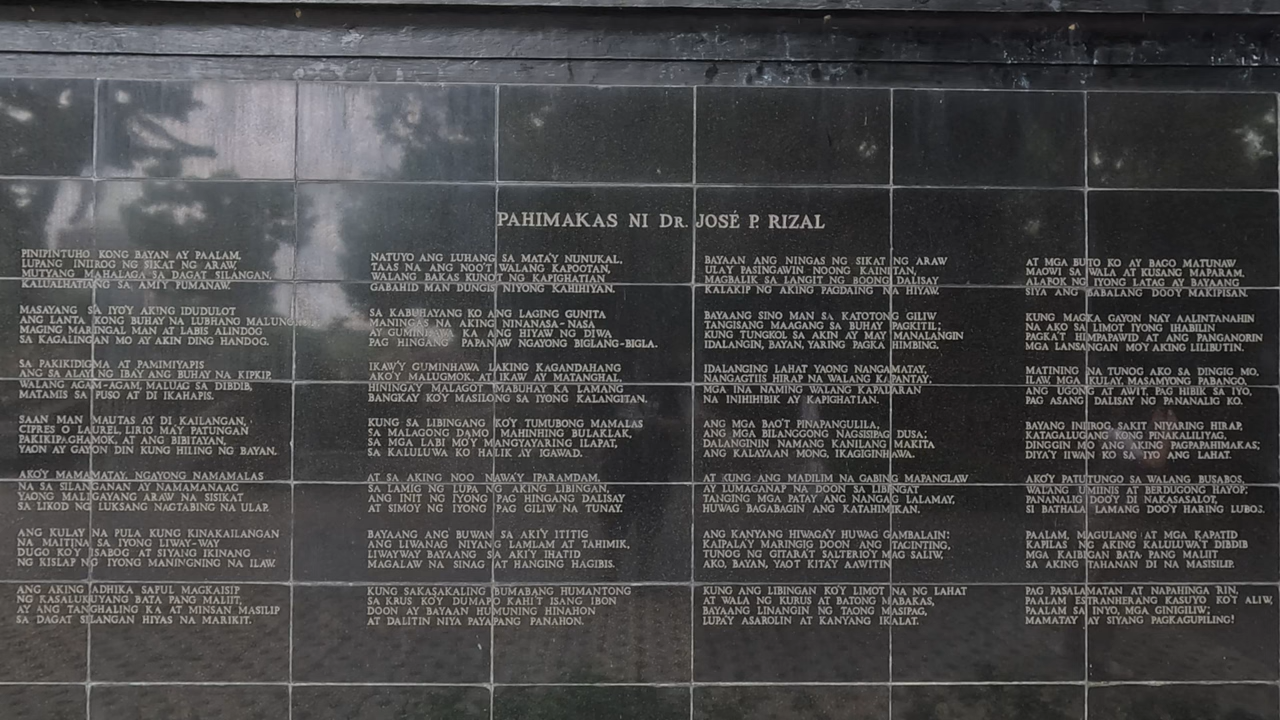 PAHIMAKAS NI DR. JOSÉ P. RIZAL
PINIPINTUHO KONG BAYAN AY PAALAM,
LUPANG INIIROG NG SIKAT NG ARAW,
MUTYANG MAHALAGA SA DAGAT SILANGAN,
KALUALHATIANG SA AMI'Y PUMANAW.
MASAYANG SA IYO'Y AKING IDUDULOT
ANG LANTA KONG BUHAY NA LUBHANG MALUNGKOT;
MAGING MARINGAL MAN AT LABIS ALINDOG
SA KAGALINGAN MO AY AKIN DING HANDOG.
SA PAKIKIDIGMA AT PAMIMIYAPIS
ANG SA ALAY NG IBAY ANG BUHAY NA KIPKIP,
WALANG AGAM-AGAM, MALUAG SA DIBDIB,
MATAMIS SA PUSO AT DI IKAHAPIS.
SAAN MAN MAUTAS AY DI KAILANGAN,
CIPRES O LAUREL, LIRIO MAY PATUNGAN
PAKIKIPAGHAMOK, AT ANG BIBITAYAN,
YAON AY GAYON DIN KUNG HILING NG BAYAN.
AKO'Y MAMAMATAY, NGAYONG NAMAMALAS
NA SA SILANGANAN AY NAMAMANAAG
YAONG MALIGAYANG ARAW NA SISIKAT
SA LIKOD NG LUKSANG NAGTABING NA ULAP.
ANG KULAY NA PULA KUNG KINAKAILANGAN
NA MAITINA SA IYONG LIWAY-WAY
DUGO KO'Y ISABOG AT SIYANG IKINANG
NG KISLAP NG IYONG MANINGNING NA ILAW.
ANG AKING ADHIKA SAPUL MAGKAISIP
NG KASALUKUYANG BATA PANG MALIIT,
AY ANG TANGHALING KA AT MINSAN MASILIP
SA DAGAT SILANGAN HIYAS NA MARIKIT.
NATUYO ANG LUHANG SA MATA'Y NUNUKAL,
TAAS NA ANG NOO'T WALANG KAPOOTAN,
WALANG BAKAS KUNOT NG KAPIGHATIAN
GABAHID MAN DUNGIS NIYONG KAHIHIYAN.
SA KABUHAYANG KO ANG LAGING GUNITA
MANINGAS NA AKING NINANASA-NASA
AY GUMINHAWA KA ANG HIYAW NG DIWA
PAG HINGANG PAPANAW NGAYONG BIGLANG-BIGLA.
IKAW'Y GUMINHAWA LAKING KAGANDAHANG
AKO'Y MALUGMOK, AT IKAW AY MATANGHAL,
HININGA'Y MALAGOT, MABUHAY KA LAMANG
BANGKAY KO'Y MASILONG SA IYONG KALANGITAN.
KUNG SA LIBINGANG KO'Y TUMUBONG MAMALAS
SA MALAGONG DAMO MAHINHING BULAKLAK,
SA MGA LABI MO'Y MANGYAYARING ILAPAT,
SA KALULUWA KO HALIK AY IGAWAD.
AT SA AKING NOO NAWA'Y IPARAMDAM,
SA LAMIG NG LUPA NG AKING LIBINGAN,
ANG INIT NG IYONG PAG HINGANG DALISAY
AT SIMOY NG IYONG PAG GILIW NA TUNAY.
BAYAANG ANG BUWAN SA AKI'Y ITITIG
ANG LIWANAG NIYANG LAMLAM AT TAHIMIK,
LIWAYWAY BAYAANG SA AKI'Y IHATID
MAGALAW NA SINAG AT HANGING HAGIBIS.
KUNG SAKASAKALING BUMABANG HUMANTONG
SA KRUS KO'Y DUMAPO KAHI'T ISANG IBON
DOON AY BAYAAN HUMUNING HINAHON
AT DALITIN NIYA PAYAPANG PANAHON.
BAYAAN ANG NINGAS NG SIKAT NG ARAW
ULAY PASINGAWIN NOONG KAINITAN,
MAGBALIK SA LANGIT NG BOONG DALISAY
KALAKIP NG AKING PAGDAING NA HIYAW.
BAYAANG SINO MAN SA KATOTONG GILIW
TANGISANG MAAGANG SA BUHAY PAGKITIL;
KUNG TUNGKOL SA AKIN AY MAY MANALANGIN
IDALANGIN, BAYAN, YARING PAGKA HIMBING.
IDALANGING LAHAT YAONG NANGAMATAY,
NANGAGTIIS HIRAP NA WALANG KAPANTAY,
MGA INA NAMING WALANG KAPALARAN
NA INIHIHIBIK AY KAPIGHATIAN.
ANG MGA BAO'T PINAPANGULILA,
ANG MGA BILANGGONG NAGSISIPAG DUSA;
DALANGININ NAMANG KANILANG MAKITA
ANG KALAYAAN MONG, IKAGIGINHAWA.
AT KUNG ANG MADILIM NA GABING MAPANGLAW
AY LUMAGANAP NA DOON SA LIBINGAT
TANGING MGA PATAY ANG NANGAG LALAMAY,
HUWAG BAGABAGIN ANG KATAHIMIKAN.
ANG KANYANG HIWAGA'Y HUWAG GAMBALAIN!
KAIPALA'Y MARINGIG DOON ANG TAGINTING,
TUNOG NG GITARA'T SALTERIO'Y MAG SALIW,
AKO, BAYAN, YAO'T KITA'Y AAWITIN
KUNG ANG LIBINGAN KO'Y LIMOT NA NG LAHAT
AT WALA NG KURUS AT BATONG MABAKAS,
BAYAANG LINANGIN NG TAONG MASIPAG,
LUPA'Y ASAROLIN AT KANYANG IKALAT.
AT MGA BUTO KO AY BAGO MATUNAW
MAOWI SA WALA AT KUSANG MAPARAM,
ALAPOK NG IYONG LATAG AY BAYAANG
SIYA ANG BABALANG DOO'Y MAKIPISAN.
KUNG MAGKA GAYON NA'Y AALINTANAHIN
NA AKO SA LIMOT IYONG IHABILIN
PAGKA'T HIMPAPAWID AT ANG PANGANORIN
MGA LANSANGAN MO'Y AKING LILIBUTIN.
MATINING NA TUNOG AKO SA DINGIG MO,
ILAW, MGA KULAY, MASAMYONG PABANGO,
ANG UGONG AT AWIT, PAG HIBIK SA IYO,
PAG ASANG DALISAY NG PANANALIG KO.
BAYANG INIIROG, SAKIT NIYARING HIRAP,
KATAGALUGANG KONG PINAKALILIYAG,
DINGGIN MO ANG AKING PAGPAPAHIMAKAS;
DIYA'Y IIWAN KO SA IYO ANG LAHAT.
AKO'Y PATUTUNGO SA WALANG BUSABOS,
WALANG UMIINIS AT BERDUGONG HAYOP;
PANANALIG DOO'Y DI NAKASASALOT,
SI BATHALA LAMANG DOO'Y HARING LUBOS.
PAALAM, MAGULANG AT MGA KAPATID
KAPILAS NG AKING KALULUWA'T DIBDIB
MGA KAIBIGAN BATA PANG MALIIT
SA AKING TAHANAN DI NA MASISILIP.
PAG PASALAMATAN AT NAPAHINGA RIN,
PAALAM ESTRANHERANG KASUYO KO'T ALIW,
PAALAM SA INYO, MGA GINIGILIW;
MAMATAY AY SIYANG PAGKAGUPILING!